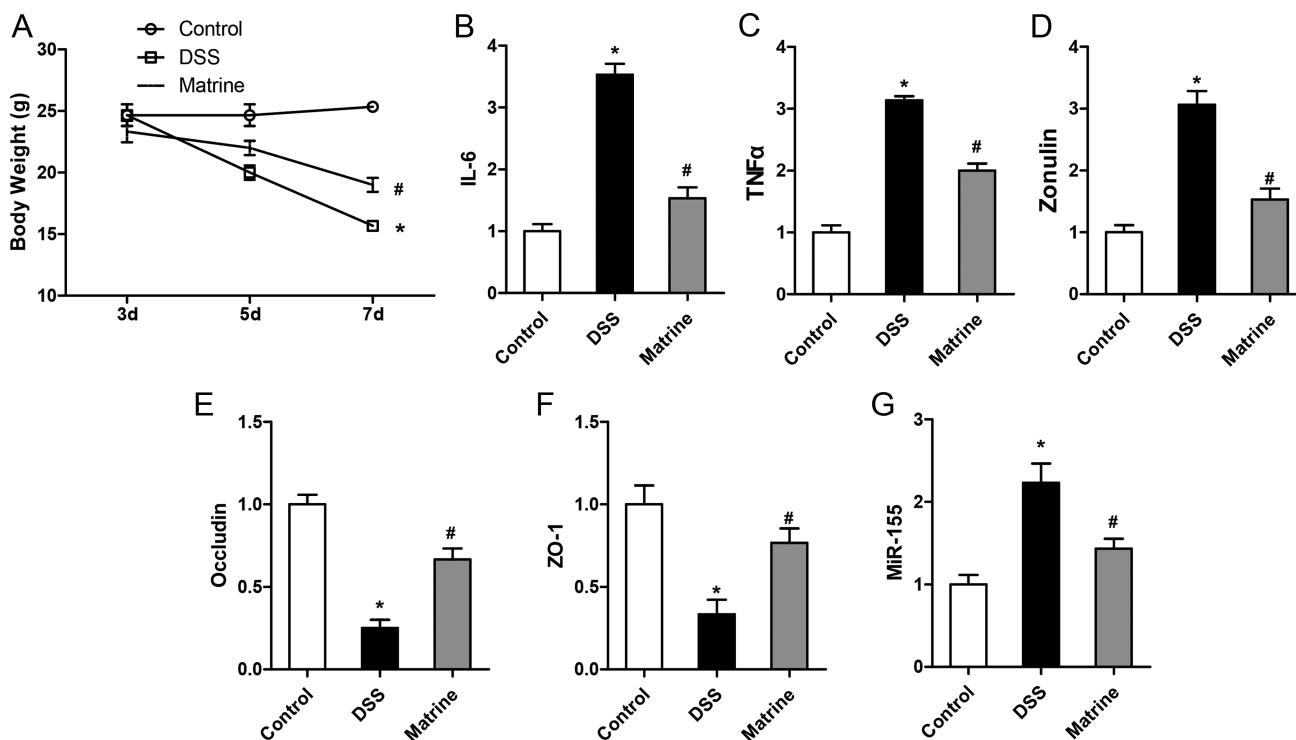 A
Control
DSS
Matrine
Body Weight (g)
30
25
20
15
10
3d
5d
7d
#
*
B
IL-6
4
3
2
1
0
*
#
Control
DSS
Matrine
C
TNFα
4
3
2
1
0
*
#
Control
DSS
Matrine
D
Zonulin
4
3
2
1
0
*
#
Control
DSS
Matrine
E
Occludin
1.5
1.0
0.5
0.0
*
#
Control
DSS
Matrine
F
ZO-1
1.5
1.0
0.5
0.0
*
#
Control
DSS
Matrine
G
MiR-155
3
2
1
0
*
#
Control
DSS
Matrine